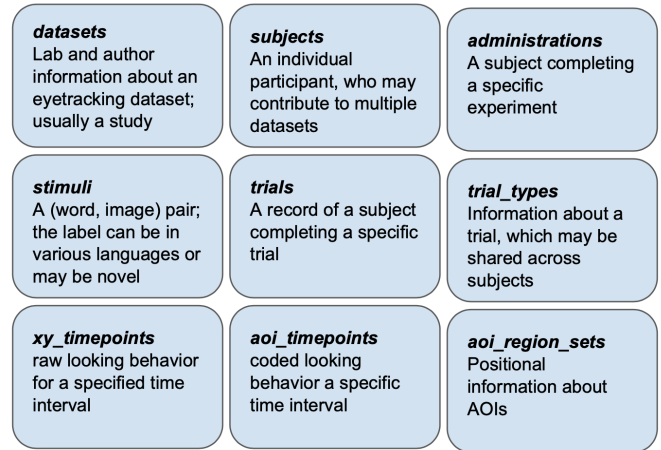 datasets
Lab and author
information about an
eyetracking dataset;
usually a study
subjects
An individual
participant, who may
contribute to multiple
datasets
administrations
A subject completing
a specific
experiment
stimuli
A (word, image) pair;
the label can be in
various languages or
may be novel
trials
A record of a subject
completing a specific
trial
trial_types
Information about a
trial, which may be
shared across
subjects
xy_timepoints
raw looking behavior
for a specified time
interval
aoi_timepoints
coded looking
behavior a specific
time interval
aoi_region_sets
Positional
information about
AOIs